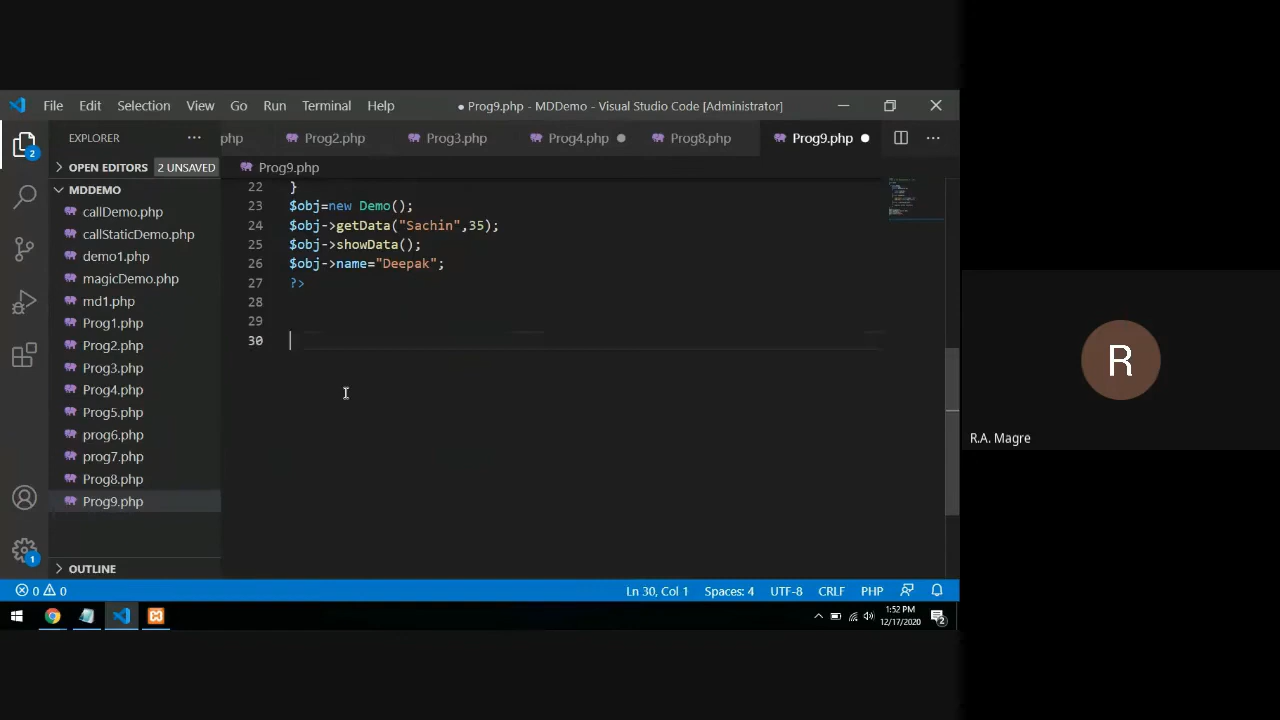 File Edit Selection View Go Run Terminal Help
● Prog9.php - MDDemo - Visual Studio Code [Administrator]
EXPLORER ...
php Prog2.php Prog3.php Prog4.php Prog8.php Prog9.php
OPEN EDITORS 2 UNSAVED
Prog9.php
MDDEMO
callDemo.php
callStaticDemo.php
demo1.php
magicDemo.php
md1.php
Prog1.php
Prog2.php
Prog3.php
Prog4.php
Prog5.php
prog6.php
prog7.php
Prog8.php
Prog9.php
OUTLINE
2
1
22 }
23 $obj=new Demo();
24 $obj->getData("Sachin",35);
25 $obj->showData();
26 $obj->name="Deepak";
27 ?>
28
29
30
0 0
Ln 30, Col 1 Spaces: 4 UTF-8 CRLF PHP
1:52 PM
12/17/2020
2
R
R.A. Magre